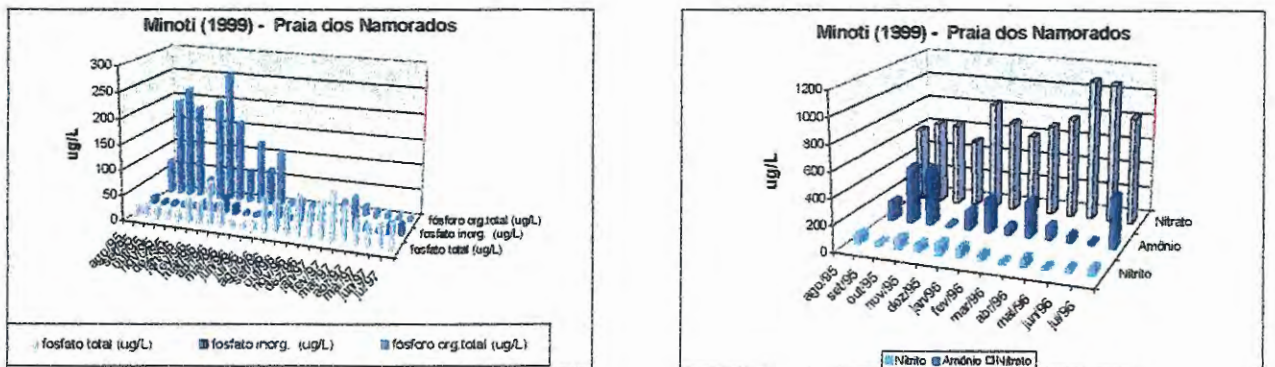 Minoti (1999) - Praia dos Namorados
300
250
200
150
100
50
0
ug/L
fósforo org.total (ug/L)
fosfato inorg. (ug/L)
fosfato total (ug/L)
fosfato total (ug/L) fosfato inorg. (ug/L) fósforo org.total (ug/L)
Minoti (1999) - Praia dos Namorados
1200
1000
800
600
400
200
0
ug/L
Nitrato
Amônio
Nitrito
ago/95
set/95
out/95
nov/95
dez/95
jan/96
fev/96
mar/96
abr/96
mai/96
jun/96
jul/96
Nitrito Amônio Nitrato